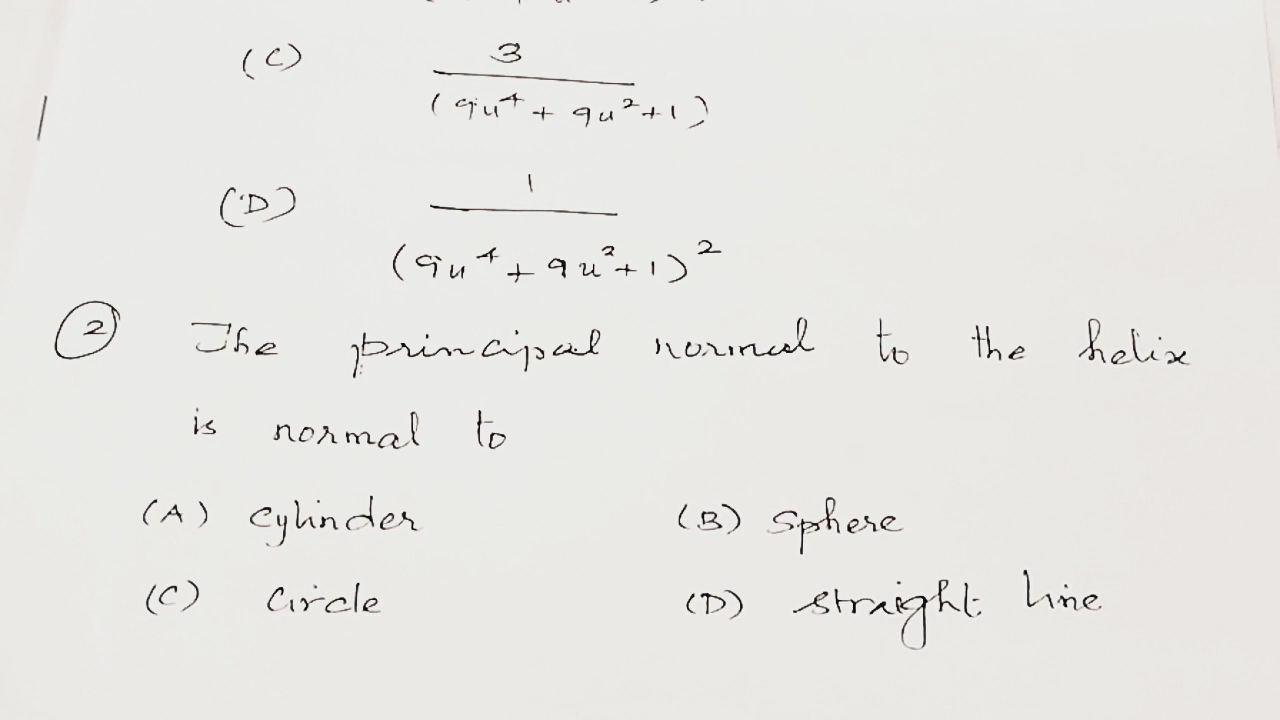 (C) 3 / (9u⁴ + 9u²+1)
(D) 1 / (9u⁴ + 9u²+1)²
② The principal normal to the helix
is normal to
(A) cylinder (B) sphere
(C) circle (D) straight line